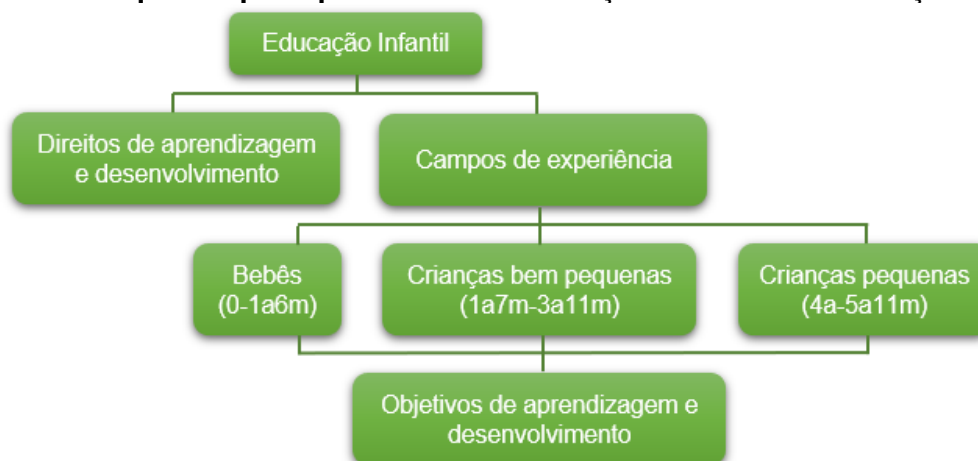 Educação Infantil
Direitos de aprendizagem
e desenvolvimento
Campos de experiência
Bebês
(0-1a6m)
Crianças bem pequenas
(1a7m-3a11m)
Crianças pequenas
(4a-5a11m)
Objetivos de aprendizagem e
desenvolvimento